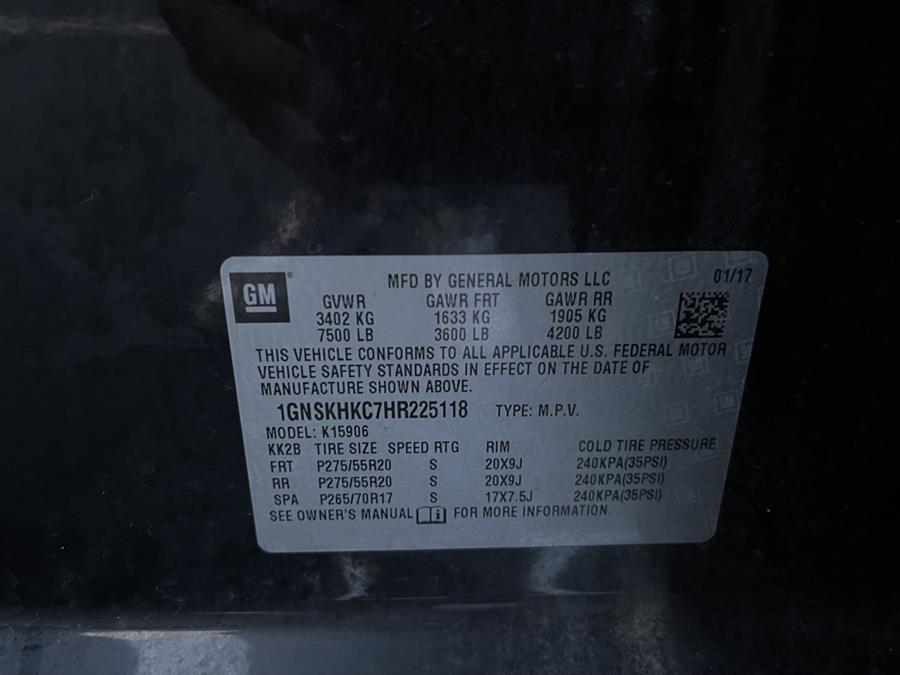 GM ® MFD BY GENERAL MOTORS LLC 01/17
GVWR GAWR FRT GAWR RR
3402 KG 1633 KG 1905 KG
7500 LB 3600 LB 4200 LB
THIS VEHICLE CONFORMS TO ALL APPLICABLE U.S. FEDERAL MOTOR
VEHICLE SAFETY STANDARDS IN EFFECT ON THE DATE OF
MANUFACTURE SHOWN ABOVE.
1GNSKHKC7HR225118 TYPE: M.P.V.
MODEL: K15906
KK2B TIRE SIZE SPEED RTG RIM COLD TIRE PRESSURE
FRT P275/55R20 S 20X9J 240KPA(35PSI)
RR P275/55R20 S 20X9J 240KPA(35PSI)
SPA P265/70R17 S 17X7.5J 240KPA(35PSI)
SEE OWNER'S MANUAL FOR MORE INFORMATION.